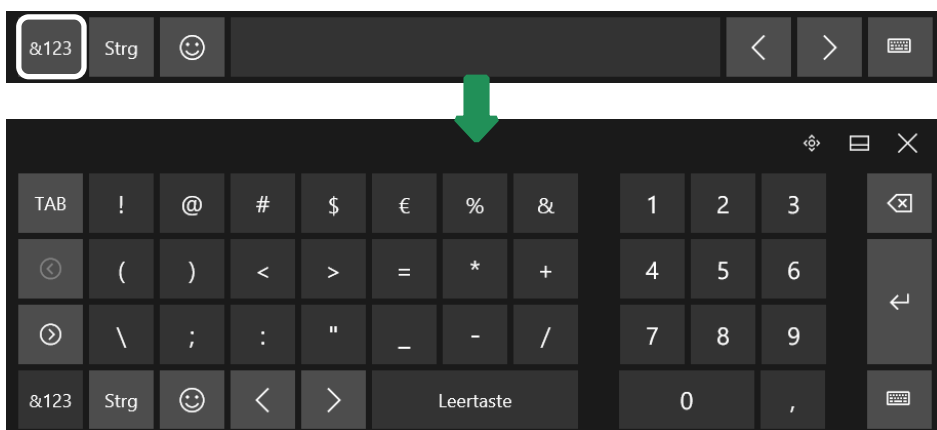 &123 Strg
TAB ! @ # $ € % & 1 2 3
( ) < > = * + 4 5 6
\ ; : " _ - / 7 8 9
&123 Strg < > Leertaste 0 ,